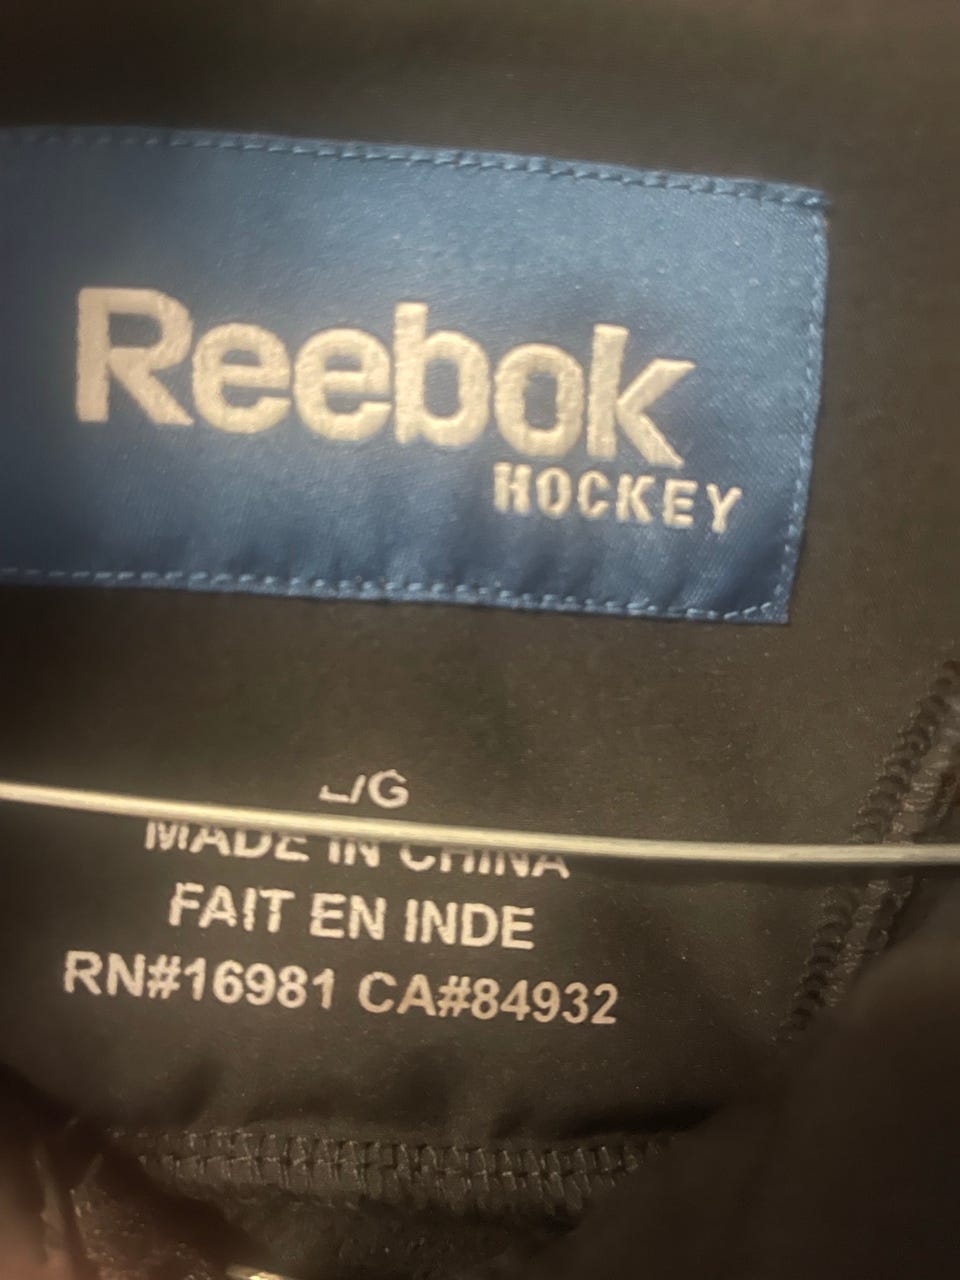 Reebok
HOCKEY
L/G
MADE IN CHINA
FAIT EN INDE
RN#16981 CA#84932